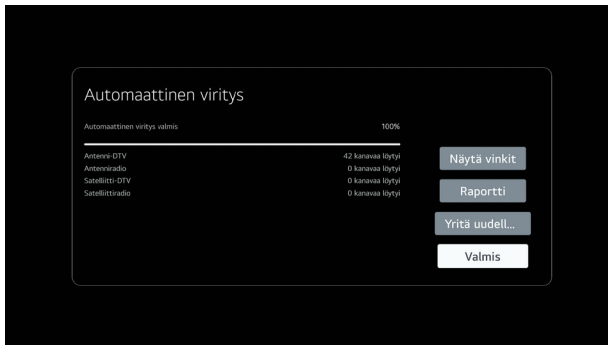 Automaattinen viritys
Automaattinen viritys valmis 100%
Antenni-DTV 42 kanavaa löytyi
Antenniradio 0 kanavaa löytyi
Satelliitti-DTV 0 kanavaa löytyi
Satelliittiradio 0 kanavaa löytyi
Näytä vinkit
Raportti
Yritä uudell...
Valmis